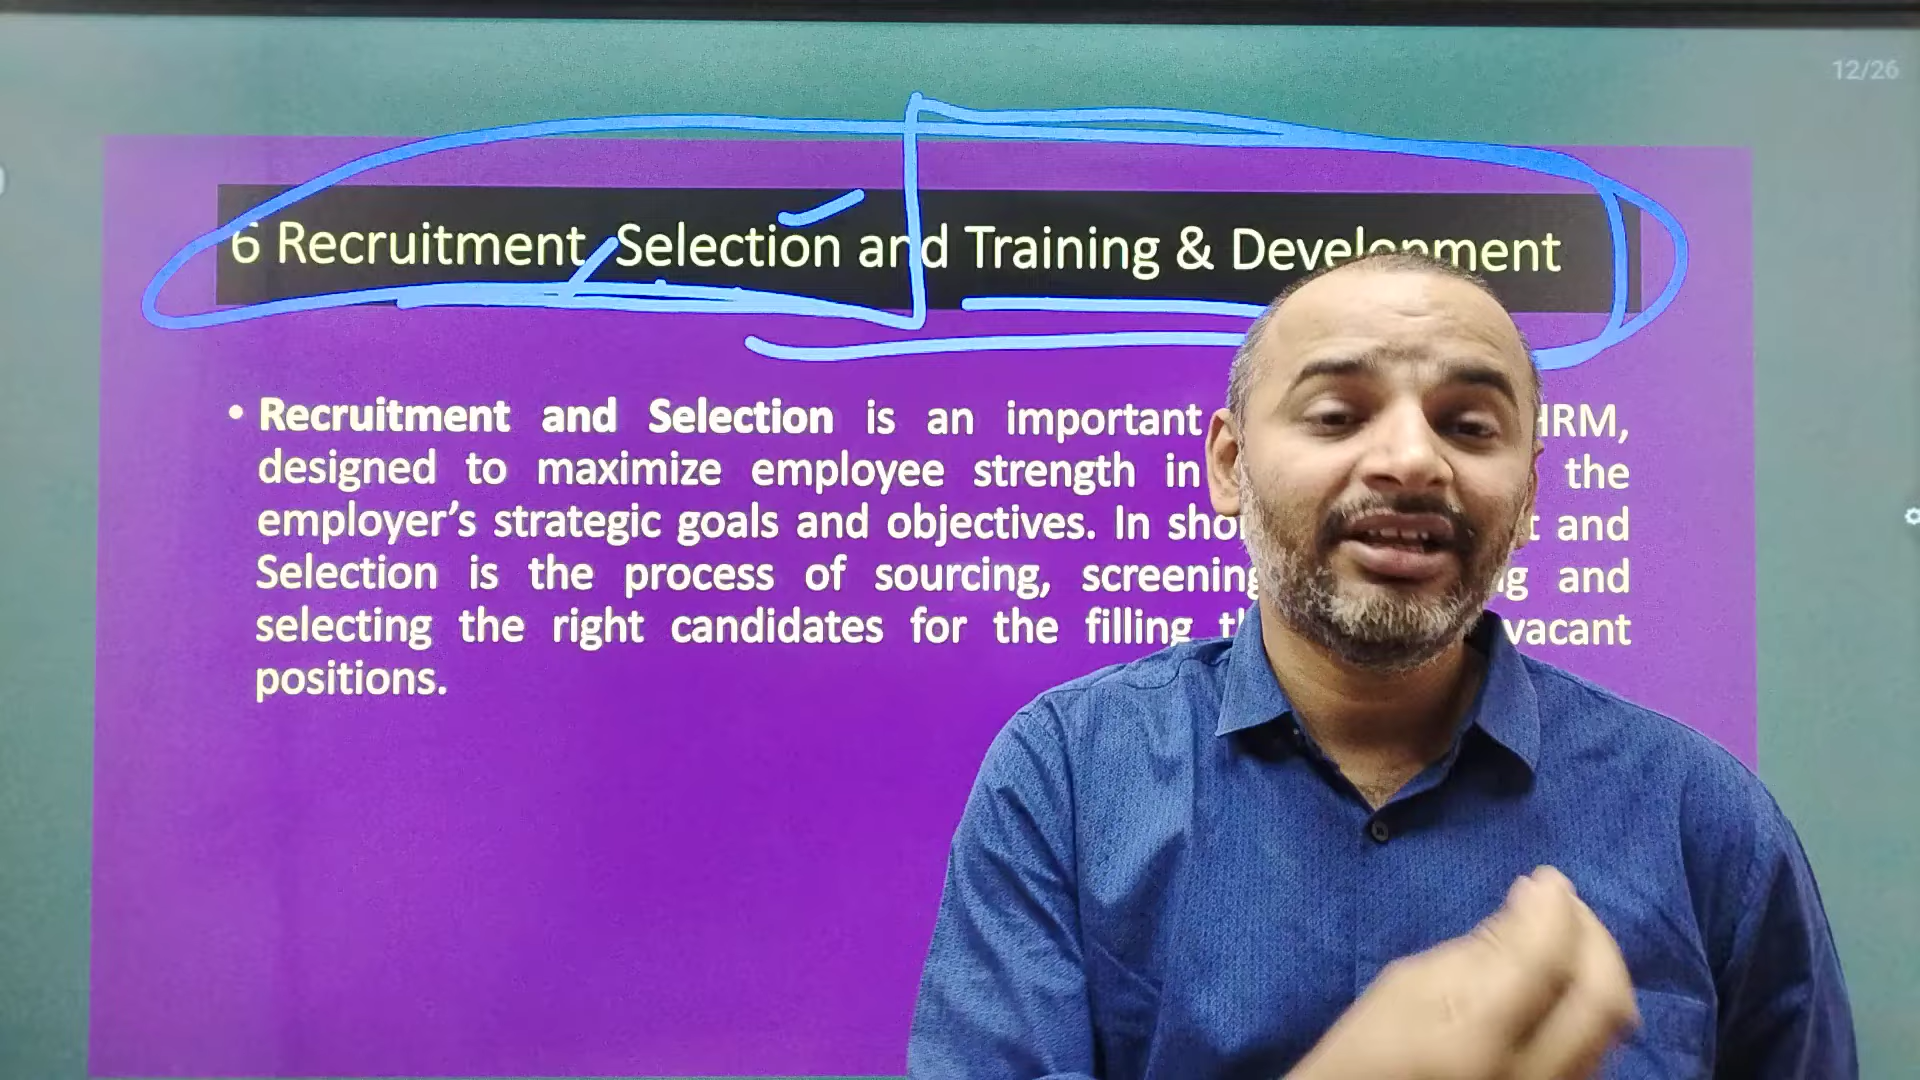 12/26
6 Recruitment, Selection and Training & Development
• Recruitment and Selection is an important HRM,
designed to maximize employee strength in the
employer's strategic goals and objectives. In and
Selection is the process of sourcing, screening and
selecting the right candidates for the filling vacant
positions.